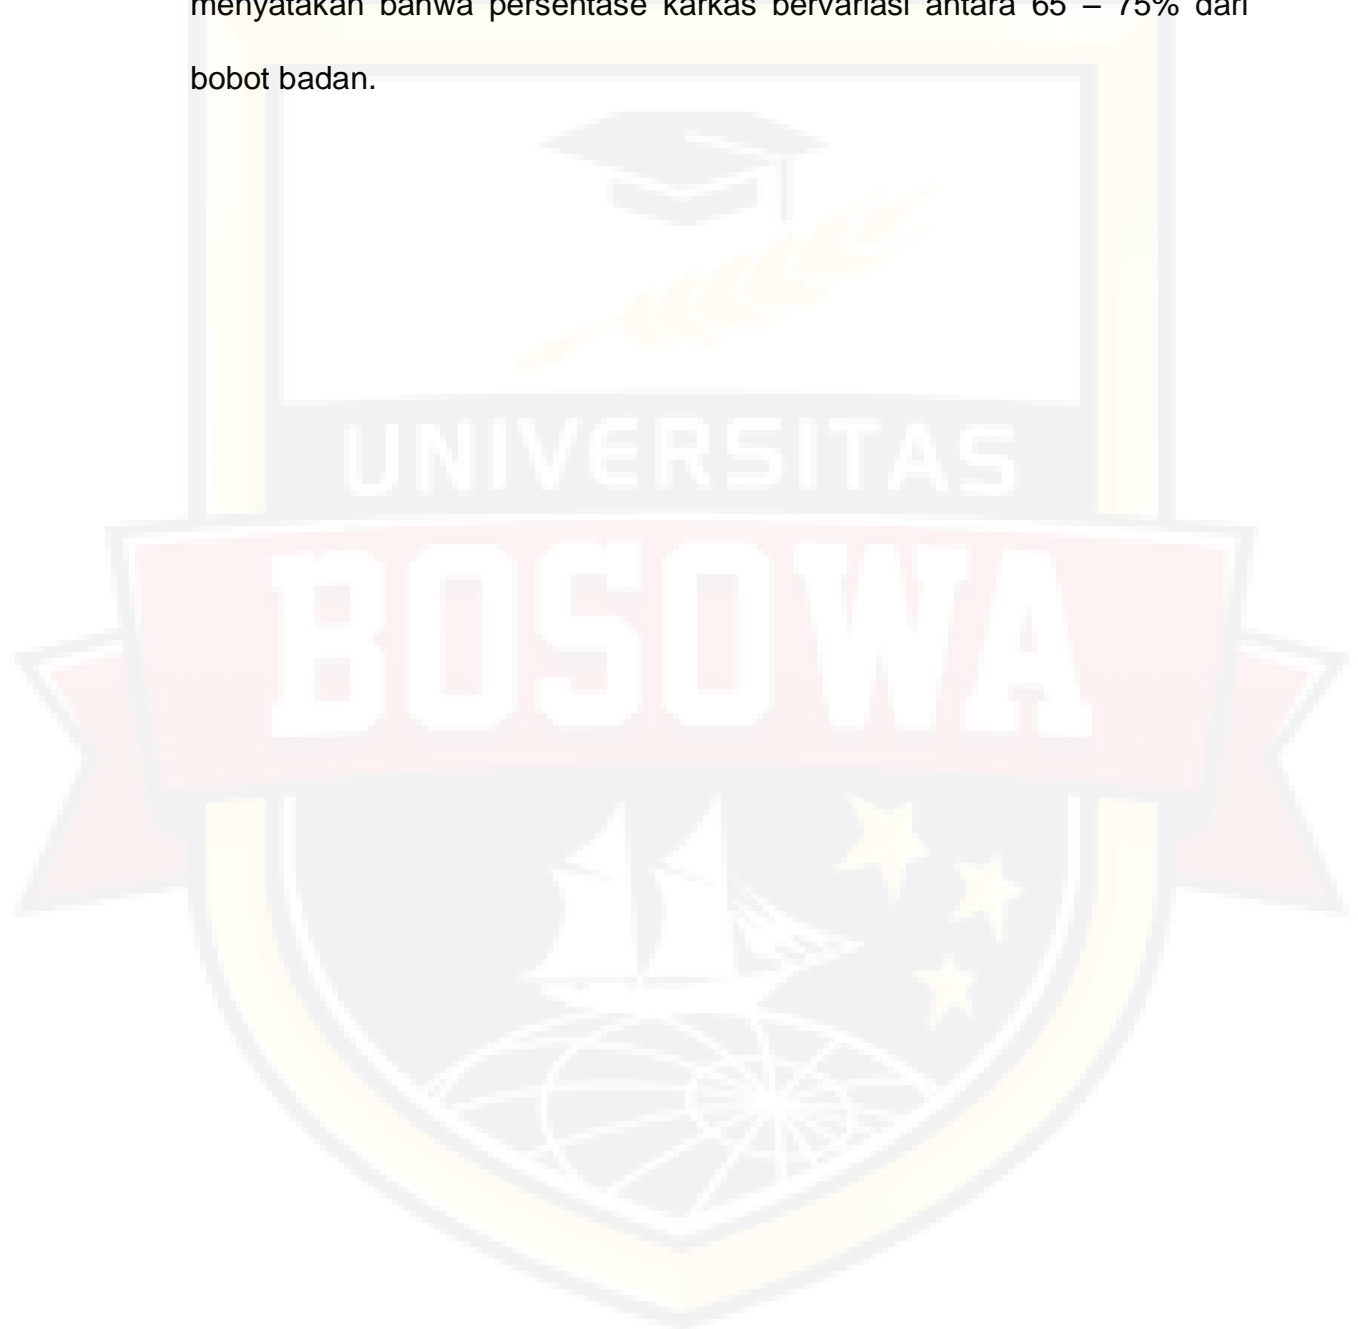 menyatakan bahwa persentase karkas bervariasi antara 65 – 75% dari
bobot badan.
UNIVERSITAS
BOSOWA